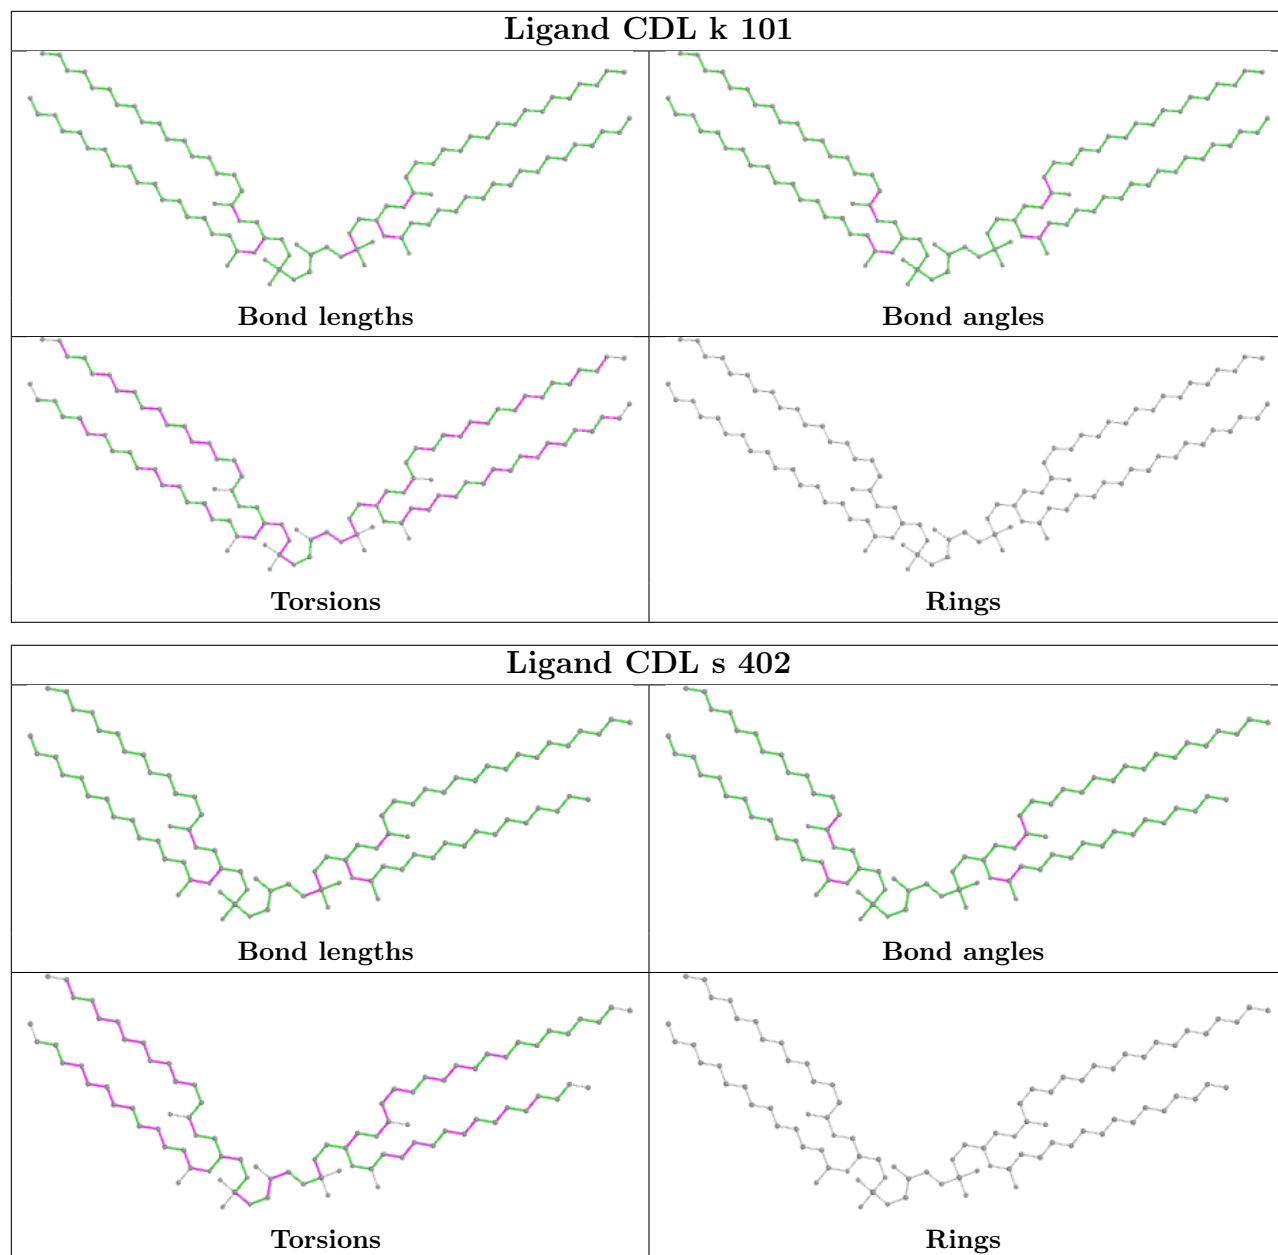 Ligand CDL k 101
Bond lengths
Bond angles
Torsions
Rings
Ligand CDL s 402
Bond lengths
Bond angles
Torsions
Rings